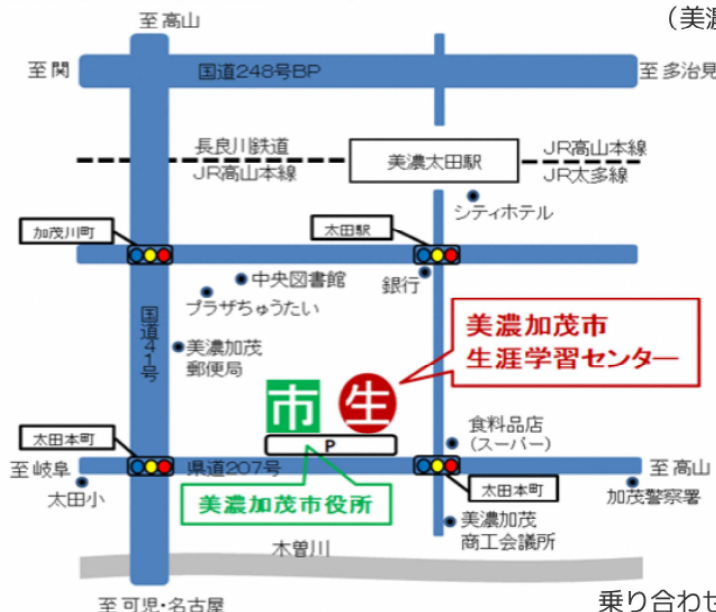 至高山
(美濃
至関
国道248号BP
至多治見
長良川鉄道
JR高山本線
美濃太田駅
JR高山本線
JR太多線
シティホテル
加茂川町
太田駅
中央図書館
銀行
プラザちゅうたい
国道41号
美濃加茂
郵便局
美濃加茂市
生涯学習センター
市
生
P
食料品店
(スーパー)
太田本町
至岐阜
県道207号
至高山
太田小
美濃加茂市役所
太田本町
加茂警察署
美濃加茂
商工会議所
木曽川
至可児・名古屋
乗り合わせ